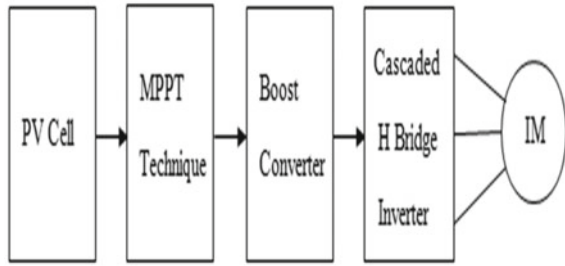 PV Cell
MPPT
Technique
Boost
Converter
Cascaded
H Bridge
Inverter
IM